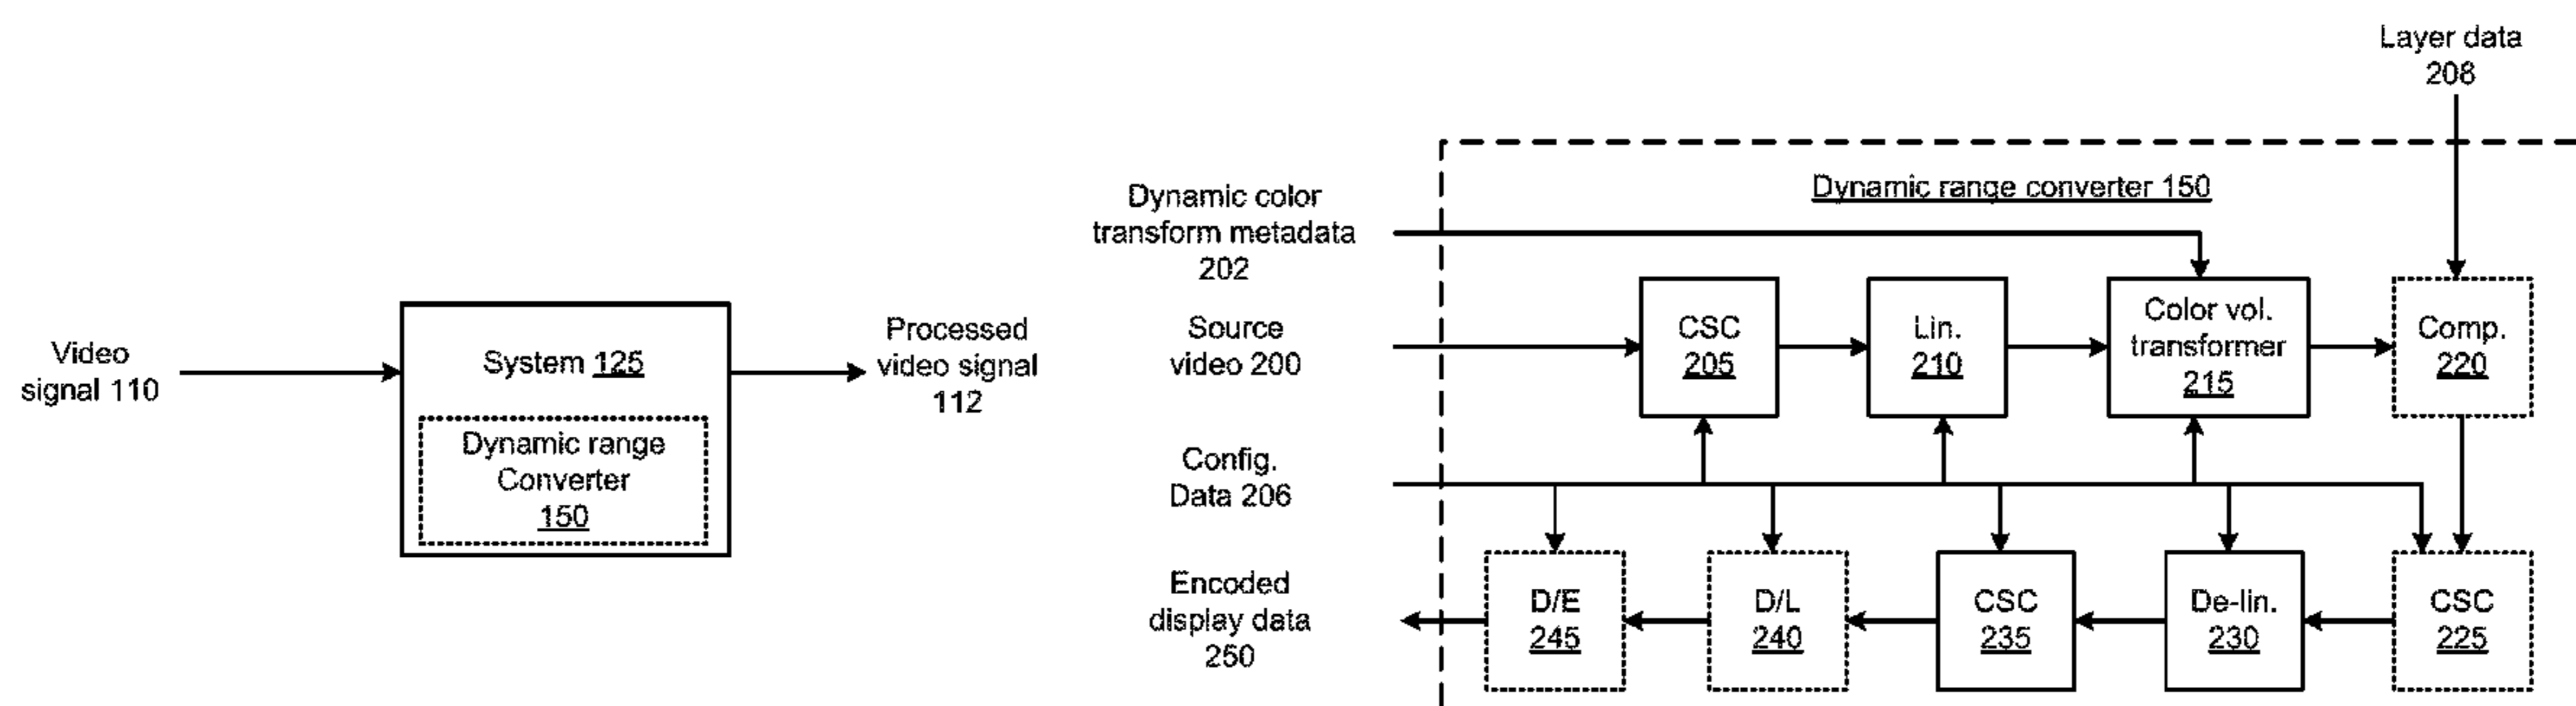 Video
signal 110
System 125
Dynamic range
Converter
150
Processed
video signal
112
Layer data
208
Dynamic range converter 150
Dynamic color
transform metadata
202
Source
video 200
CSC
205
Lin.
210
Color vol.
transformer
215
Comp.
220
Config.
Data 206
Encoded
display data
250
D/E
245
D/L
240
CSC
235
De-lin.
230
CSC
225